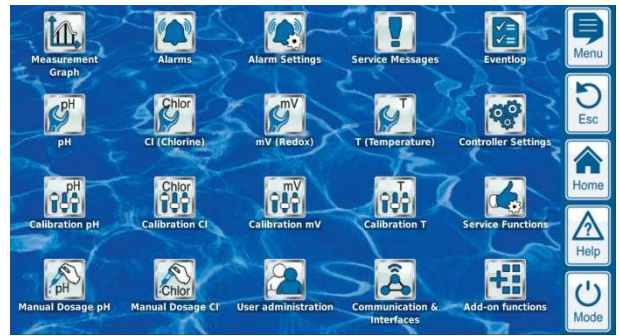 Measurement
Graph
Alarms
Alarm Settings
Service Messages
Eventlog
Menu
pH
Chlor
mV
T
pH
Cl (Chlorine)
mV (Redox)
T (Temperature)
Controller Settings
Esc
pH
Chlor
mV
T
Calibration pH
Calibration Cl
Calibration mV
Calibration T
Service Functions
Home
pH
Chlor
Manual Dosage pH
Manual Dosage Cl
User administration
Communication &
Interfaces
Add-on functions
Help
Mode